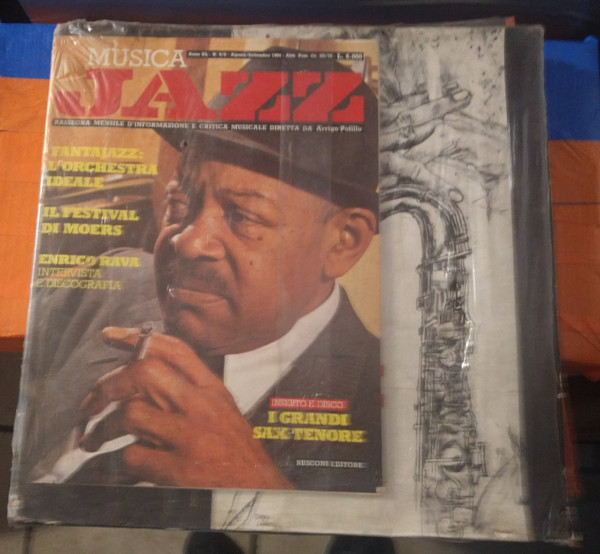 MUSICA
JAZZ
RASSEGNA MENSILE D'INFORMAZIONE E CRITICA MUSICALE DIRETTA DA Arrigo Polillo
FANTAJAZZ:
L'ORCHESTRA
IDEALE
IL FESTIVAL
DI MOERS
ENRICO RAVA
INTERVISTA
E DISCOGRAFIA
INSERTO E DISCO:
I GRANDI
SAX-TENORE
RUSCONI EDITORE